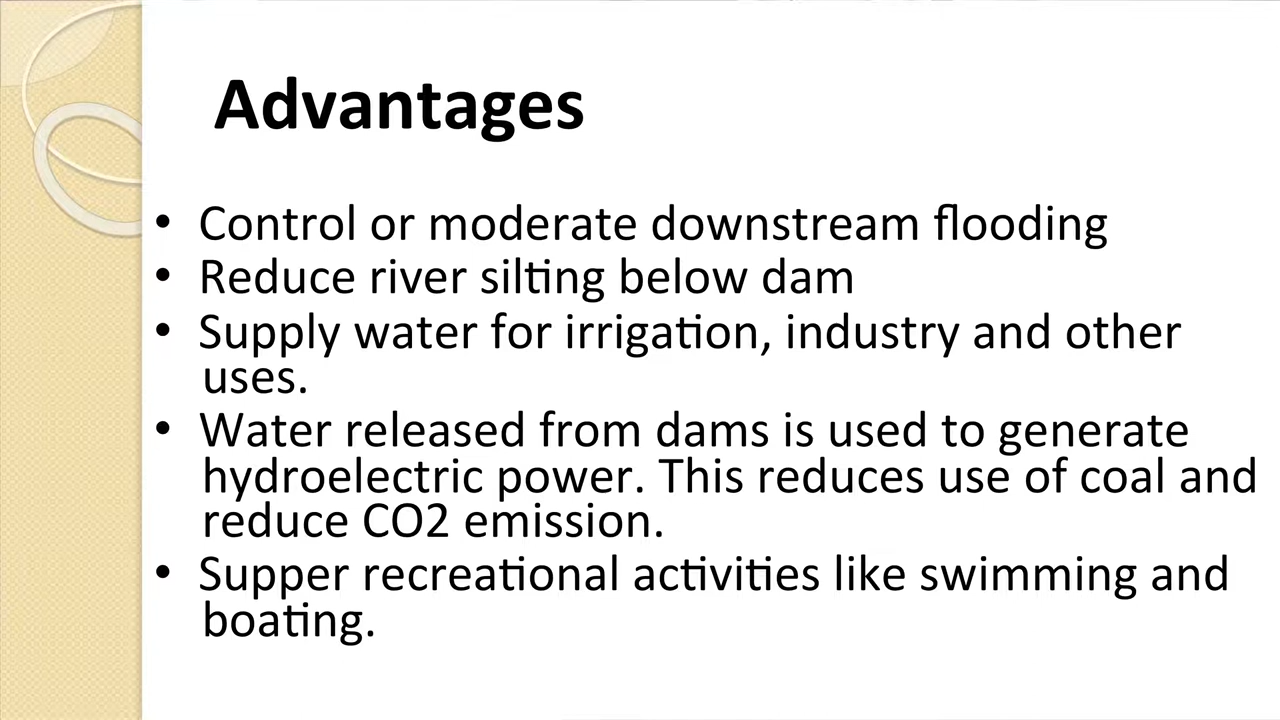 Advantages
• Control or moderate downstream flooding
• Reduce river silting below dam
• Supply water for irrigation, industry and other
uses.
• Water released from dams is used to generate
hydroelectric power. This reduces use of coal and
reduce CO2 emission.
• Supper recreational activities like swimming and
boating.